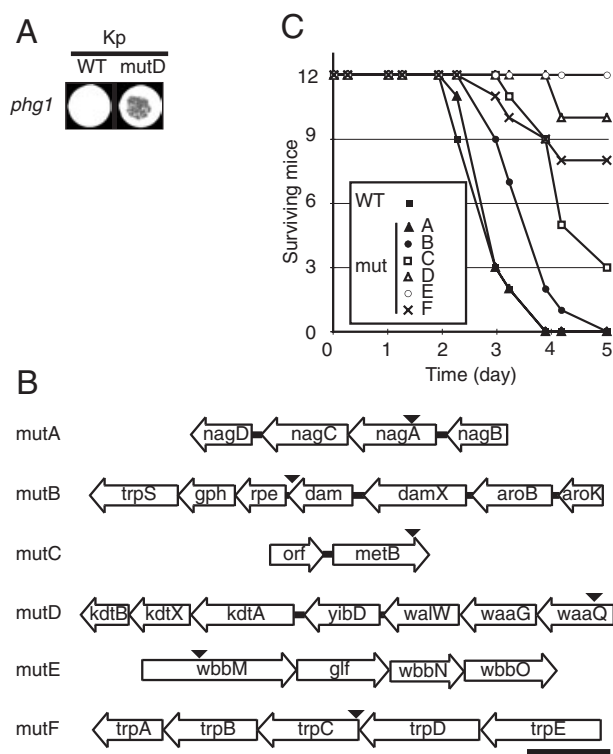 A
Kp
WT mutD
phg1
C
12
9
6
3
0
Surviving mice
WT
mut
A
B
C
D
E
F
0 1 2 3 4 5
Time (day)
B
mutA
nagD nagC nagA nagB
mutB
trpS gph rpe dam damX aroB aroK
mutC
orf metB
mutD
kdtB kdtX kdtA yibD walW waaG waaQ
mutE
wbbM glf wbbN wbbO
mutF
trpA trpB trpC trpD trpE